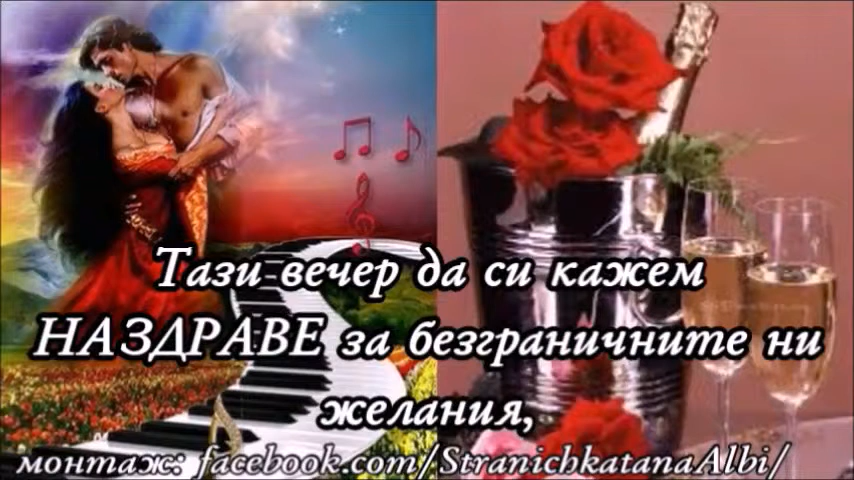 Тази вечер да си кажем
НАЗДРАВЕ за безграничните ни
желания,
монтаж: facebook.com/StranichkatanaAlbi/